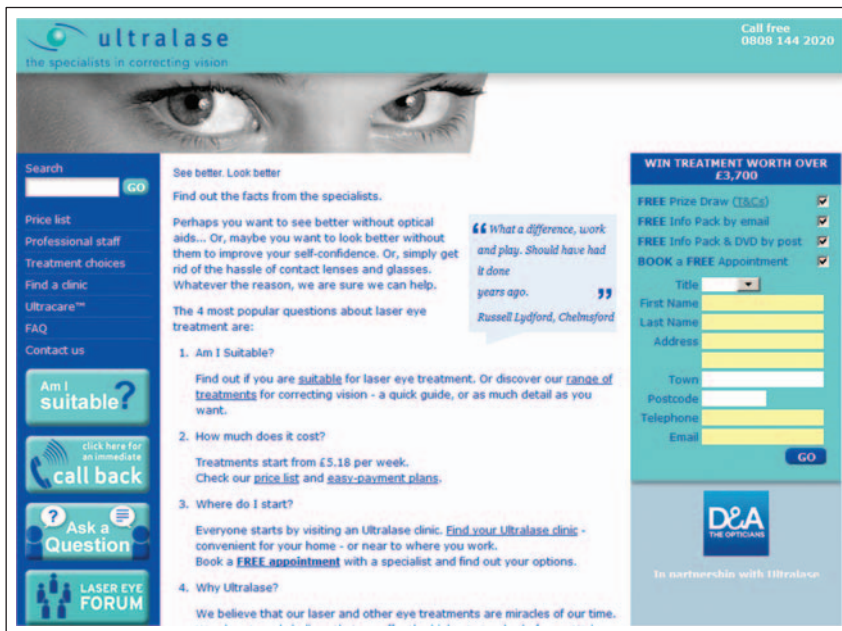 ultralase
the specialists in correcting vision
Call free
0808 144 2020
Search
GO
Price list
Professional staff
Treatment choices
Find a clinic
Ultracare™
FAQ
Contact us
Am I
suitable?
click here for
an immediate
call back
Ask a
Question
LASER EYE
FORUM
See better. Look better
Find out the facts from the specialists.
Perhaps you want to see better without optical
aids... Or, maybe you want to look better without
them to improve your self-confidence. Or, simply get
rid of the hassle of contact lenses and glasses.
Whatever the reason, we are sure we can help.
“ What a difference, work
and play. Should have had
it done
years ago. ”
Russell Lydford, Chelmsford
The 4 most popular questions about laser eye
treatment are:
1. Am I Suitable?
Find out if you are suitable for laser eye treatment. Or discover our range of
treatments for correcting vision - a quick guide, or as much detail as you
want.
2. How much does it cost?
Treatments start from £5.18 per week.
Check our price list and easy-payment plans.
3. Where do I start?
Everyone starts by visiting an Ultralase clinic. Find your Ultralase clinic -
convenient for your home - or near to where you work.
Book a FREE appointment with a specialist and find out your options.
4. Why Ultralase?
We believe that our laser and other eye treatments are miracles of our time.
WIN TREATMENT WORTH OVER
£3,700
FREE Prize Draw (T&Cs)
FREE Info Pack by email
FREE Info Pack & DVD by post
BOOK a FREE Appointment
Title
First Name
Last Name
Address
Town
Postcode
Telephone
Email
GO
D&A
THE OPTICIANS
In partnership with Ultralase